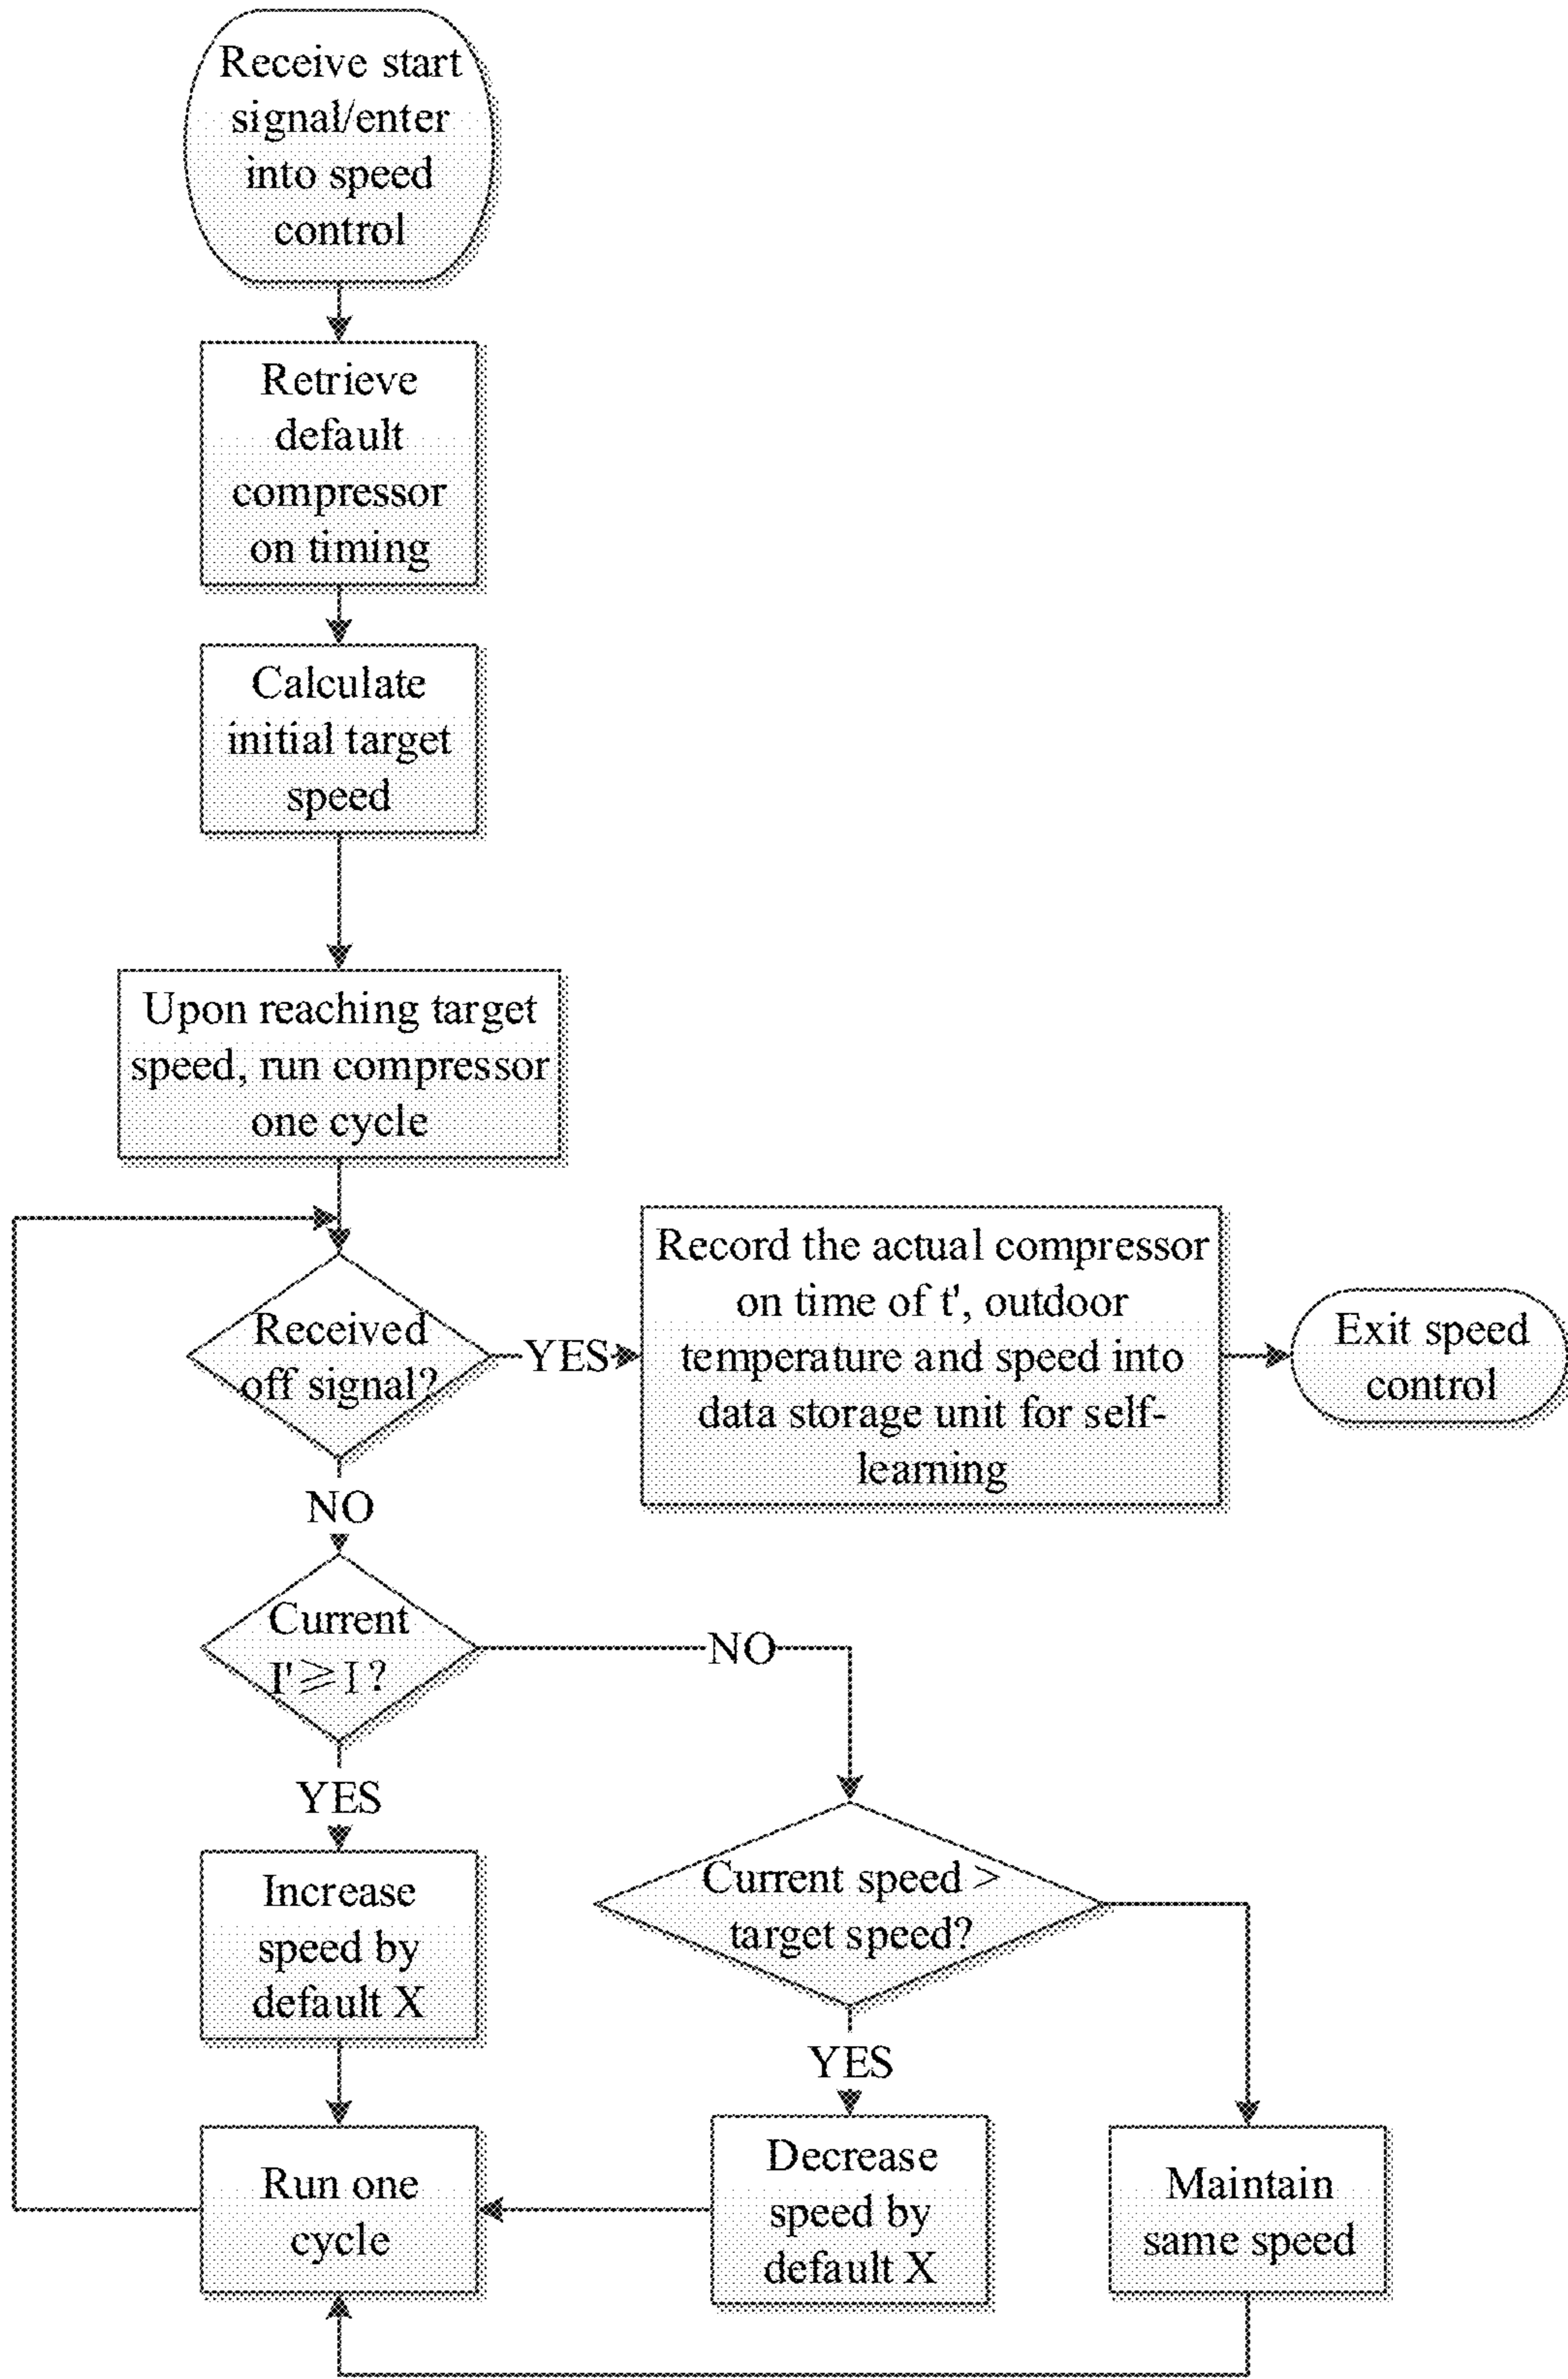 Receive start
signal/enter
into speed
control
Retrieve
default
compressor
on timing
Calculate
initial target
speed
Upon reaching target
speed, run compressor
one cycle
Received
off signal?
YES
Record the actual compressor
on time of t', outdoor
temperature and speed into
data storage unit for self-
learning
Exit speed
control
NO
Current
I'≥I?
NO
YES
Increase
speed by
default X
Current speed >
target speed?
YES
Run one
cycle
Decrease
speed by
default X
Maintain
same speed